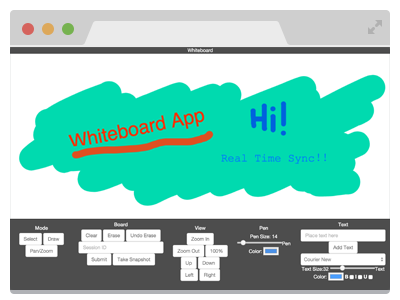 Whiteboard
Whiteboard App
Hi!
Real Time Sync!!
Mode
Select
Draw
Pan/Zoom
Board
Clear
Erase
Undo Erase
Session ID
Submit
Take Snapshot
View
Zoom In
Zoom Out
100%
Up
Down
Left
Right
Pen
Pen Size: 14
Pen
Color:
Text
Place text here.
Add Text
Courier New
Text Size:30
Text
Color:
B
I
U